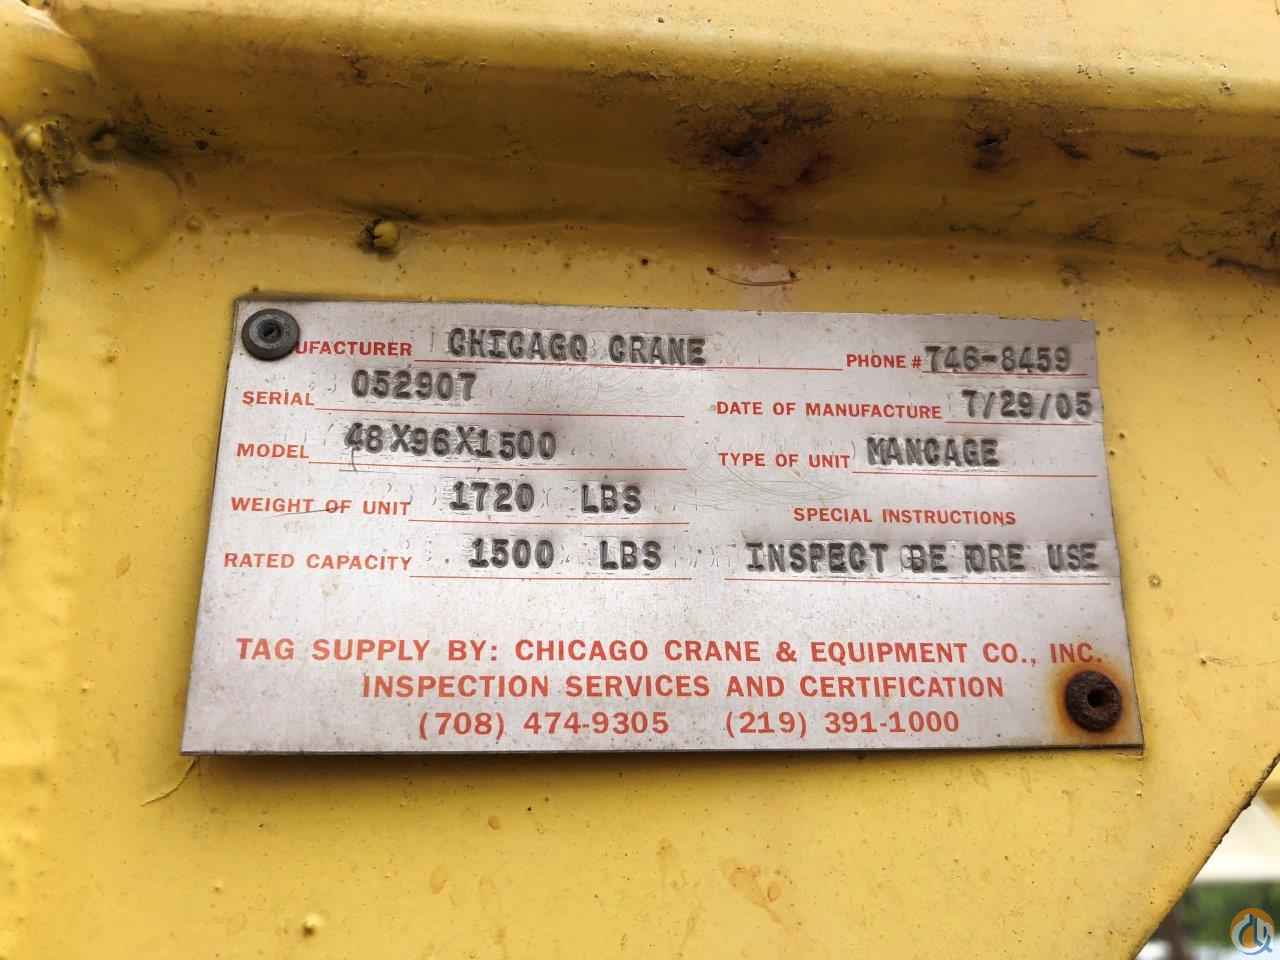 UFACTURER CHICAGO CRANE PHONE # 746-8459
SERIAL 052907 DATE OF MANUFACTURE 7/29/05
MODEL 48X96X1500 TYPE OF UNIT MANCAGE
WEIGHT OF UNIT 1720 LBS SPECIAL INSTRUCTIONS
RATED CAPACITY 1500 LBS INSPECT BE ORE USE
TAG SUPPLY BY: CHICAGO CRANE & EQUIPMENT CO., INC.
INSPECTION SERVICES AND CERTIFICATION
(708) 474-9305 (219) 391-1000